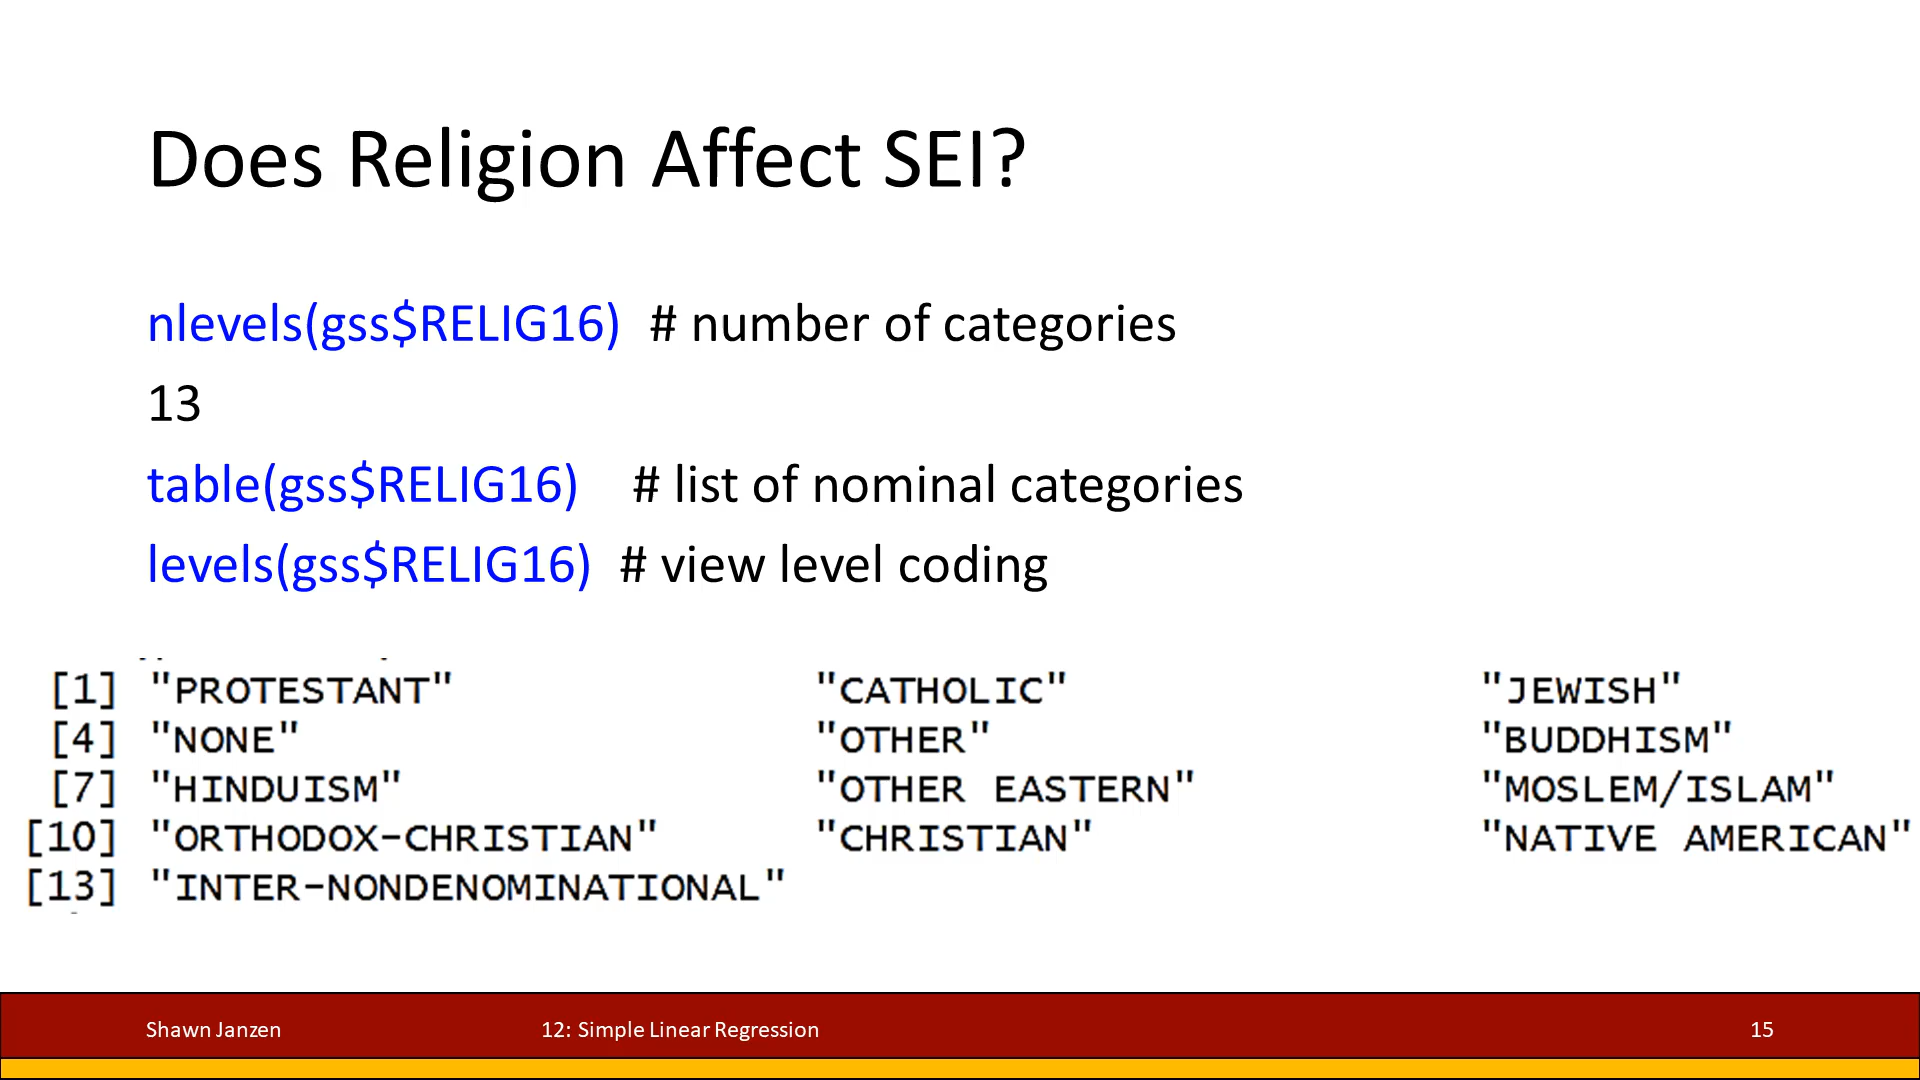 Does Religion Affect SEI?
nlevels(gss$RELIG16)  # number of categories
13
table(gss$RELIG16)    # list of nominal categories
levels(gss$RELIG16)  # view level coding
[1] "PROTESTANT" "CATHOLIC" "JEWISH"
[4] "NONE" "OTHER" "BUDDHISM"
[7] "HINDUISM" "OTHER EASTERN" "MOSLEM/ISLAM"
[10] "ORTHODOX-CHRISTIAN" "CHRISTIAN" "NATIVE AMERICAN"
[13] "INTER-NONDENOMINATIONAL"
Shawn Janzen 12: Simple Linear Regression 15